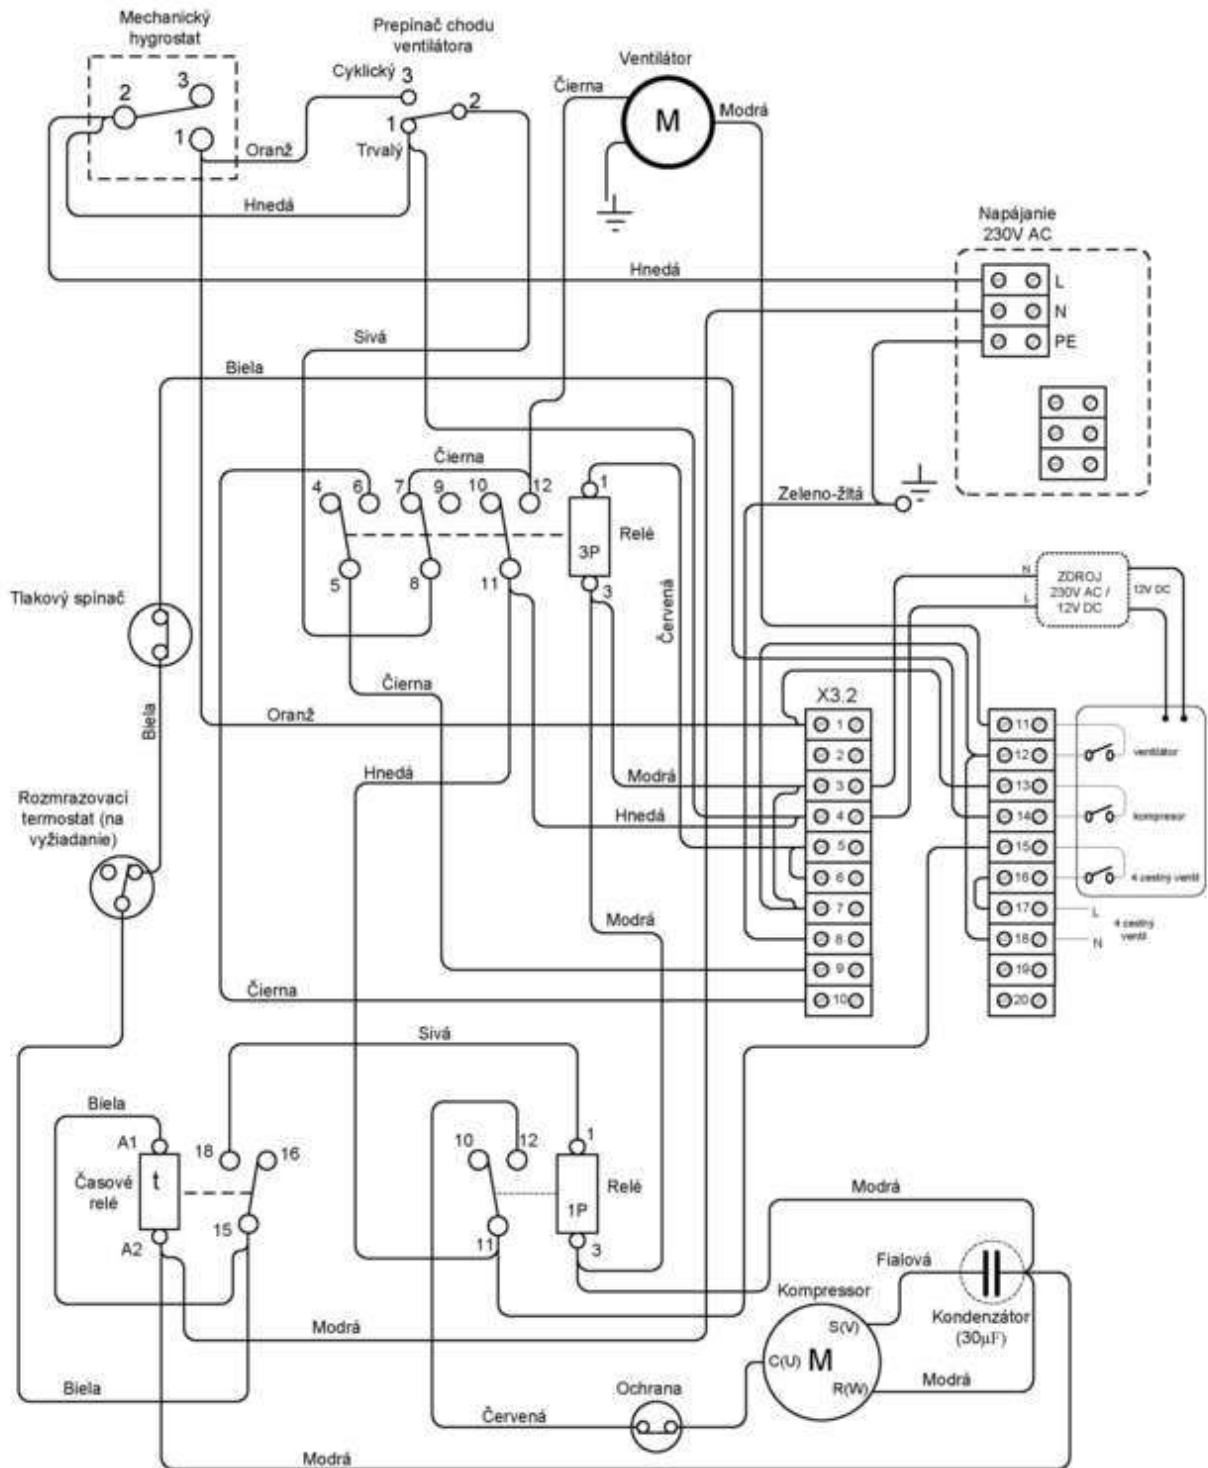 Mechanický
hygrostat
Prepínač chodu
ventilátora
Ventilátor
Cyklický
3
2
3
2
1
1
Trvalý
Oranž
Čierna
M
Modrá
Hnedá
Napájanie
230V AC
Hnedá
L
N
PE
Sivá
Biela
Čierna
4
6
7
9
10
12
1
Relé
3P
5
8
11
3
Zeleno-žltá
Červená
N
L
ZDROJ
230V AC /
12V DC
12V DC
Tlakový spínač
Biela
Čierna
Oranž
X3.2
1
2
3
4
5
6
7
8
9
10
11
12
13
14
15
16
17
18
19
20
ventilátor
kompresor
4 cestný ventil
L
N
4 cestný
ventil
Hnedá
Modrá
Hnedá
Rozmrazovací
termostat (na
vyžiadanie)
Modrá
Čierna
Sivá
Biela
A1
18
16
t
Časové
relé
15
A2
10
12
1
Relé
1P
11
3
Modrá
Fialová
Kondenzátor
(30µF)
Kompressor
S(V)
C(U)
M
R(W)
Modrá
Modrá
Biela
Ochrana
Červená
Modrá